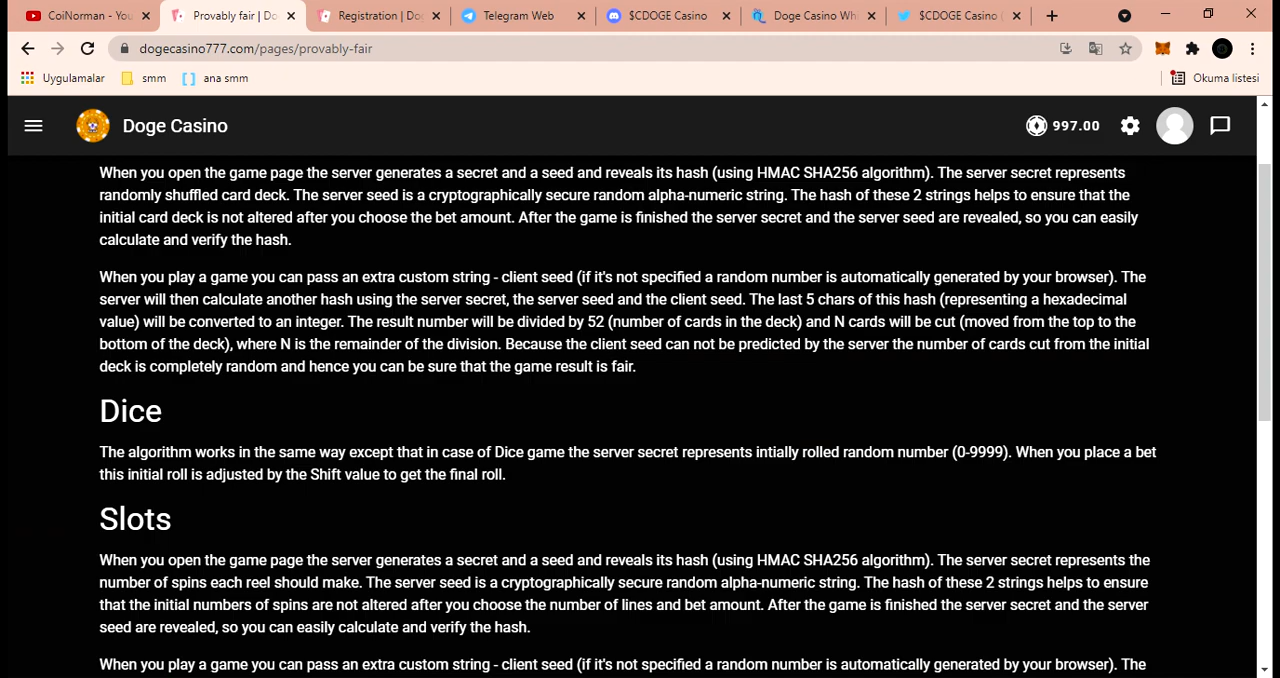 CoiNorman - You
Provably fair | Do
Registration | Dog
Telegram Web
$CDOGE Casino
Doge Casino Whi
$CDOGE Casino (
dogecasino777.com/pages/provably-fair
Uygulamalar
smm
ana smm
Okuma listesi
Doge Casino
997.00
When you open the game page the server generates a secret and a seed and reveals its hash (using HMAC SHA256 algorithm). The server secret represents
randomly shuffled card deck. The server seed is a cryptographically secure random alpha-numeric string. The hash of these 2 strings helps to ensure that the
initial card deck is not altered after you choose the bet amount. After the game is finished the server secret and the server seed are revealed, so you can easily
calculate and verify the hash.
When you play a game you can pass an extra custom string - client seed (if it's not specified a random number is automatically generated by your browser). The
server will then calculate another hash using the server secret, the server seed and the client seed. The last 5 chars of this hash (representing a hexadecimal
value) will be converted to an integer. The result number will be divided by 52 (number of cards in the deck) and N cards will be cut (moved from the top to the
bottom of the deck), where N is the remainder of the division. Because the client seed can not be predicted by the server the number of cards cut from the initial
deck is completely random and hence you can be sure that the game result is fair.
Dice
The algorithm works in the same way except that in case of Dice game the server secret represents intially rolled random number (0-9999). When you place a bet
this initial roll is adjusted by the Shift value to get the final roll.
Slots
When you open the game page the server generates a secret and a seed and reveals its hash (using HMAC SHA256 algorithm). The server secret represents the
number of spins each reel should make. The server seed is a cryptographically secure random alpha-numeric string. The hash of these 2 strings helps to ensure
that the initial numbers of spins are not altered after you choose the number of lines and bet amount. After the game is finished the server secret and the server
seed are revealed, so you can easily calculate and verify the hash.
When you play a game you can pass an extra custom string - client seed (if it's not specified a random number is automatically generated by your browser). The